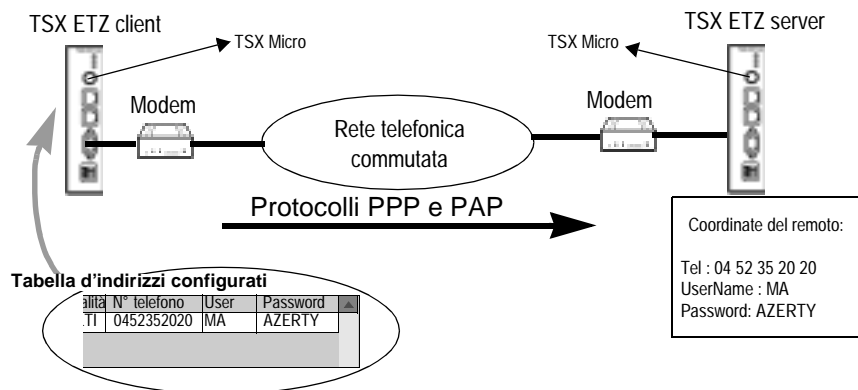 TSX ETZ client
TSX ETZ server
TSX Micro
TSX Micro
Modem
Modem
Rete telefonica
commutata
Protocolli PPP e PAP
Coordinate del remoto:
Tel : 04 52 35 20 20
UserName : MA
Password: AZERTY
Tabella d'indirizzi configurati
alità N° telefono User Password
TI 0452352020 MA AZERTY